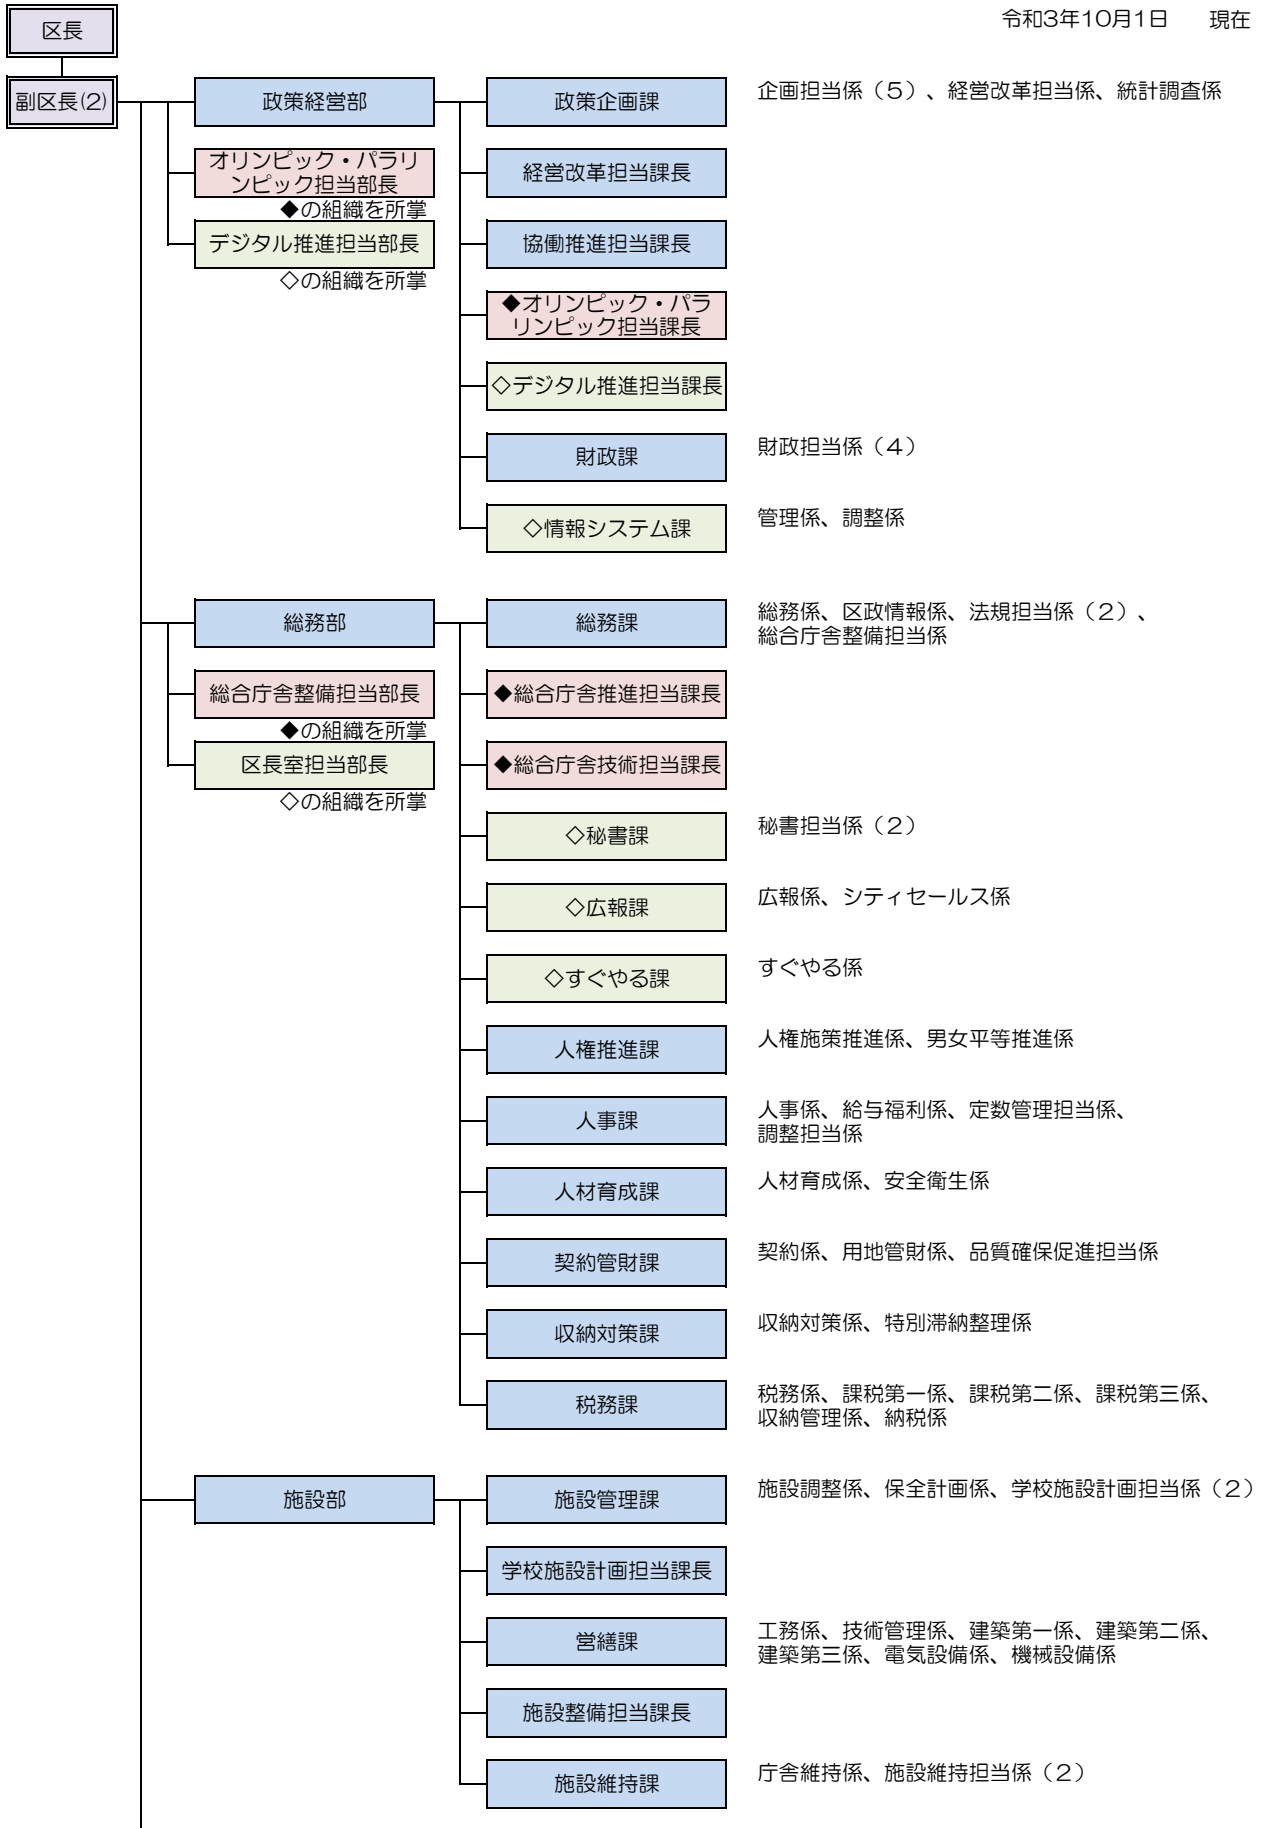 令和3年10月1日　現在
区長
副区長(2)
政策経営部
政策企画課
企画担当係（5）、経営改革担当係、統計調査係
オリンピック・パラリ
ンピック担当部長
◆の組織を所掌
経営改革担当課長
デジタル推進担当部長
◇の組織を所掌
協働推進担当課長
◆オリンピック・パラ
リンピック担当課長
◇デジタル推進担当課長
財政課
財政担当係（4）
◇情報システム課
管理係、調整係
総務部
総務課
総務係、区政情報係、法規担当係（2）、
総合庁舎整備担当係
総合庁舎整備担当部長
◆の組織を所掌
◆総合庁舎推進担当課長
区長室担当部長
◇の組織を所掌
◆総合庁舎技術担当課長
◇秘書課
秘書担当係（2）
◇広報課
広報係、シティセールス係
◇すぐやる課
すぐやる係
人権推進課
人権施策推進係、男女平等推進係
人事課
人事係、給与福利係、定数管理担当係、
調整担当係
人材育成課
人材育成係、安全衛生係
契約管財課
契約係、用地管財係、品質確保促進担当係
収納対策課
収納対策係、特別滞納整理係
税務課
税務係、課税第一係、課税第二係、課税第三係、
収納管理係、納税係
施設部
施設管理課
施設調整係、保全計画係、学校施設計画担当係（2）
学校施設計画担当課長
営繕課
工務係、技術管理係、建築第一係、建築第二係、
建築第三係、電気設備係、機械設備係
施設整備担当課長
施設維持課
庁舎維持係、施設維持担当係（2）